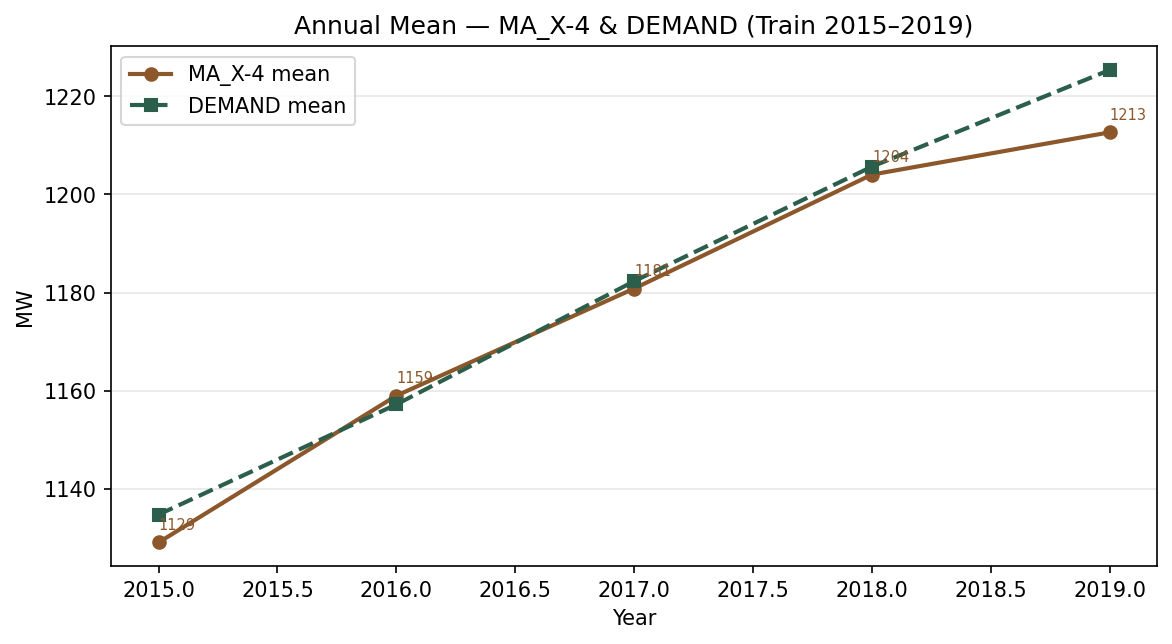 Annual Mean — MA_X-4 & DEMAND (Train 2015–2019)
MA_X-4 mean
DEMAND mean
MW
1220
1200
1180
1160
1140
1129
1159
1181
1204
1213
2015.0 2015.5 2016.0 2016.5 2017.0 2017.5 2018.0 2018.5 2019.0
Year